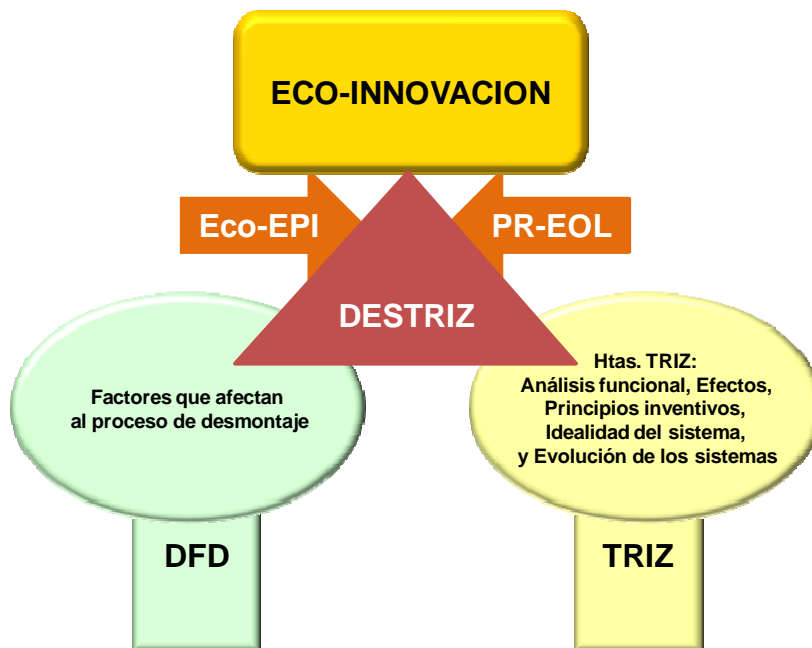 ECO-INNOVACION
Eco-EPI
PR-EOL
DESTRIZ
Factores que afectan
al proceso de desmontaje
Htas. TRIZ:
Análisis funcional, Efectos,
Principios inventivos,
Idealidad del sistema,
y Evolución de los sistemas
DFD
TRIZ